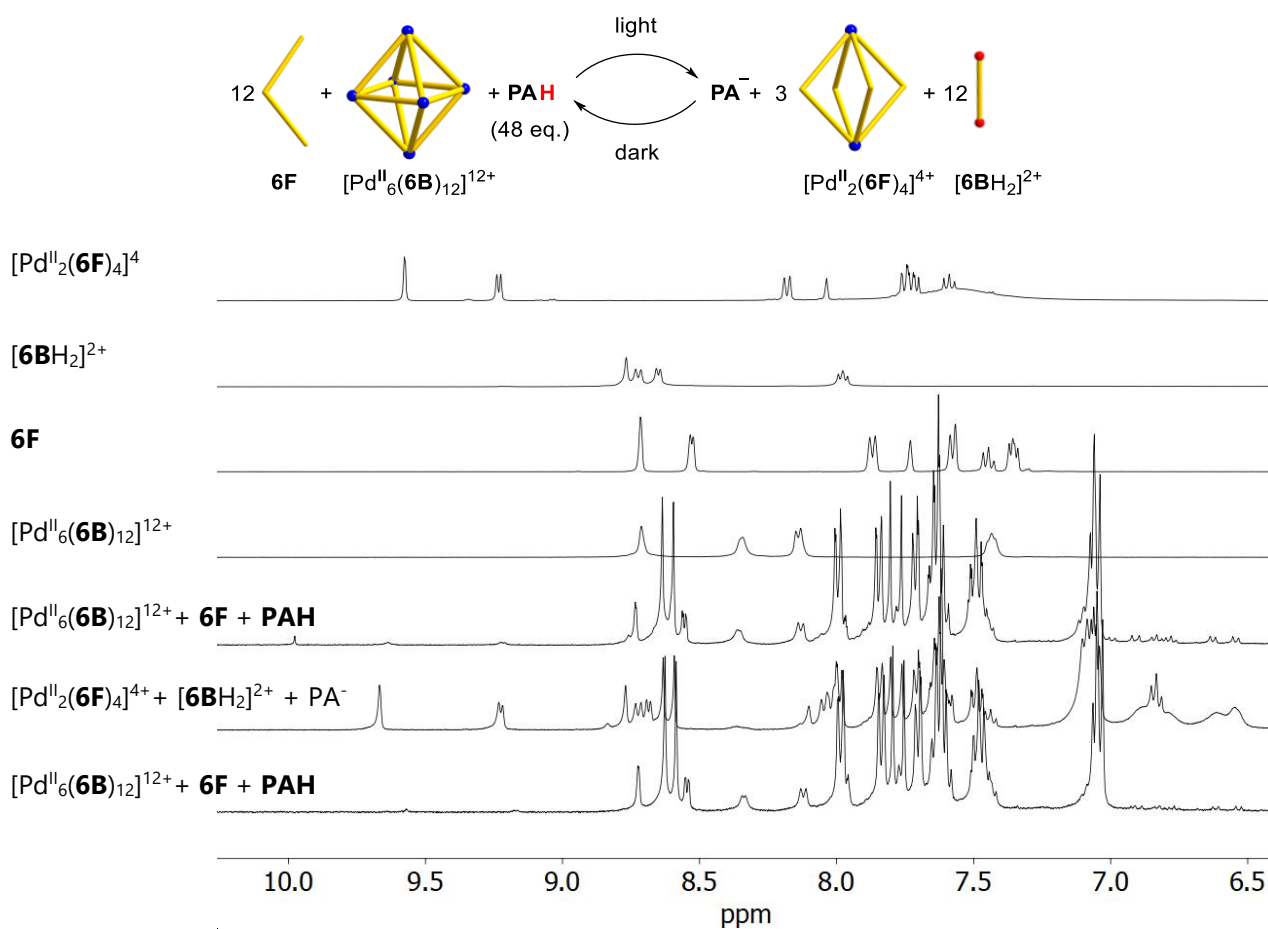 light
12 + + PAH PA⁻ + 3 + 12
(48 eq.)
dark
6F [Pdᴵᴵ₆(6B)₁₂]¹²⁺ [Pdᴵᴵ₂(6F)₄]⁴⁺ [6BH₂]²⁺
[Pdᴵᴵ₂(6F)₄]⁴
[6BH₂]²⁺
6F
[Pdᴵᴵ₆(6B)₁₂]¹²⁺
[Pdᴵᴵ₆(6B)₁₂]¹²⁺ + 6F + PAH
[Pdᴵᴵ₂(6F)₄]⁴⁺ + [6BH₂]²⁺ + PA⁻
[Pdᴵᴵ₆(6B)₁₂]¹²⁺ + 6F + PAH
10.0 9.5 9.0 8.5 8.0 7.5 7.0 6.5
ppm